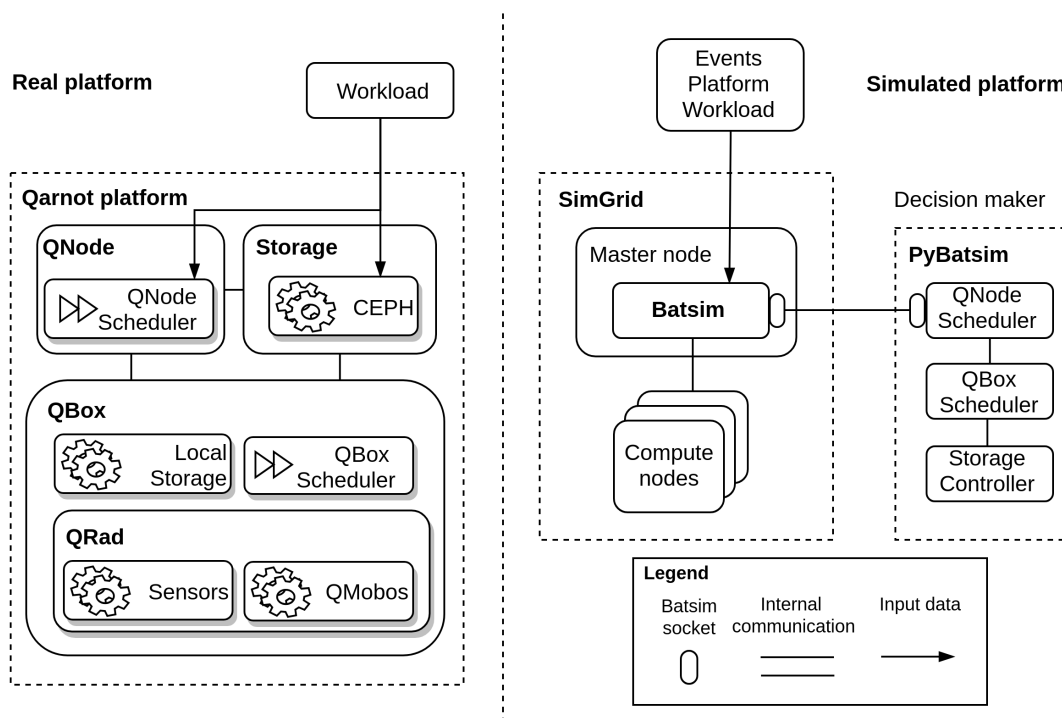 Real platform
Workload
Qarnot platform
QNode
QNode
Scheduler
Storage
CEPH
QBox
Local
Storage
QBox
Scheduler
QRad
Sensors
QMobos
Events
Platform
Workload
Simulated platform
SimGrid
Master node
Batsim
Compute
nodes
Decision maker
PyBatsim
QNode
Scheduler
QBox
Scheduler
Storage
Controller
Legend
Batsim
socket
Internal
communication
Input data